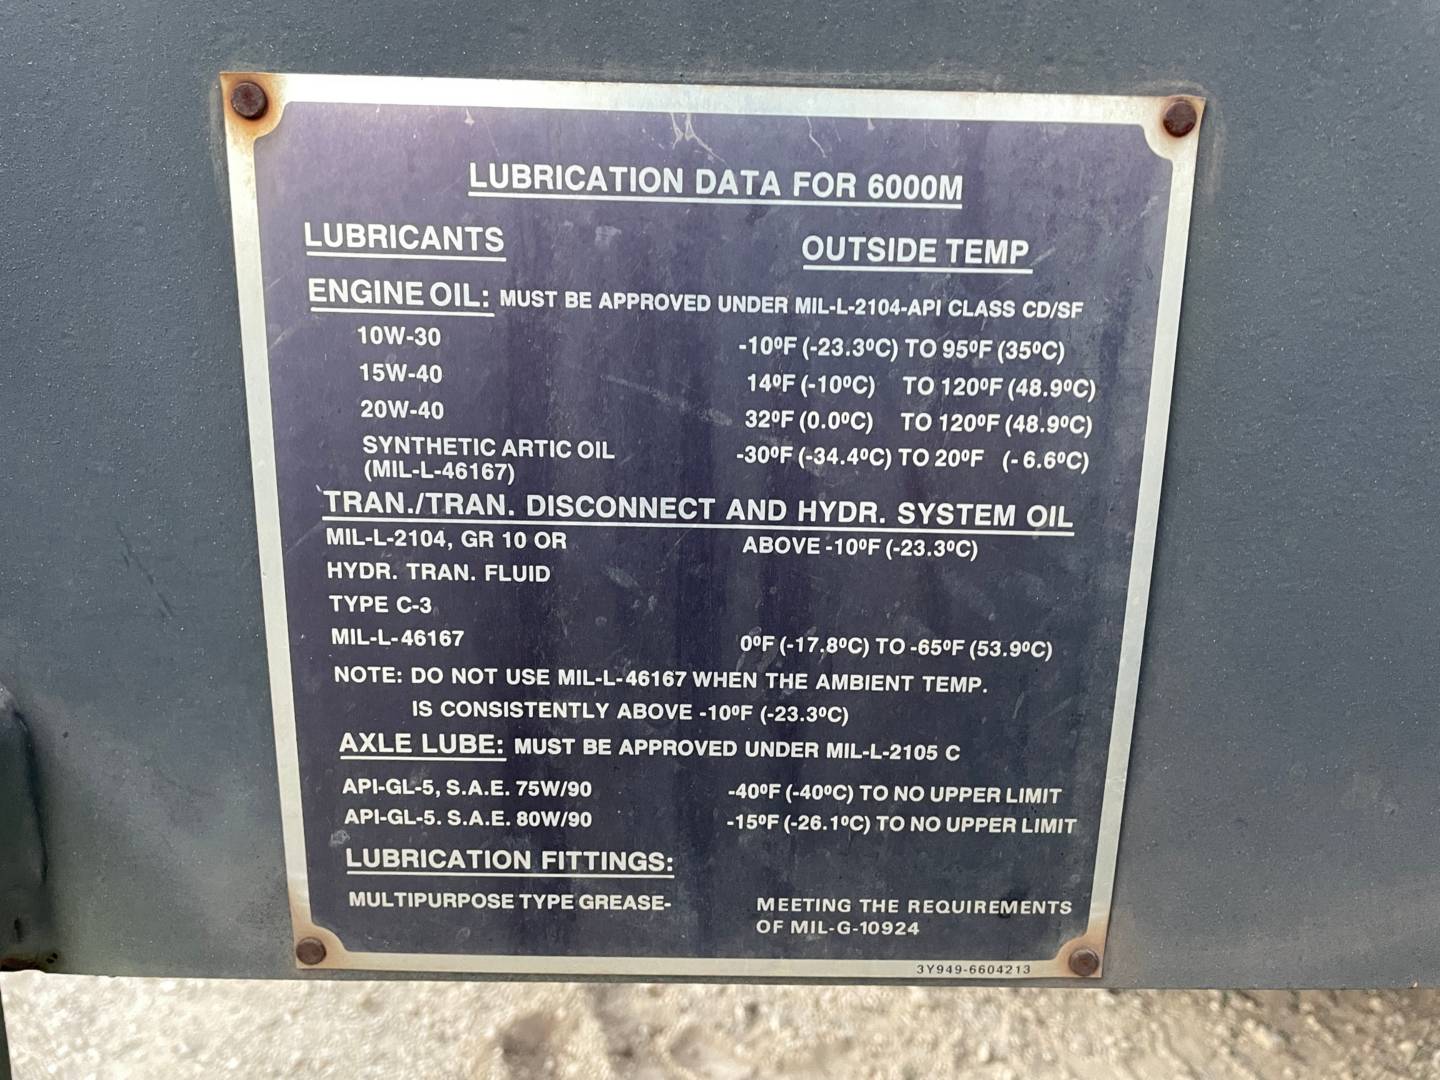 LUBRICATION DATA FOR 6000M
LUBRICANTS OUTSIDE TEMP
ENGINE OIL: MUST BE APPROVED UNDER MIL-L-2104-API CLASS CD/SF
10W-30 -10ºF (-23.3ºC) TO 95ºF (35ºC)
15W-40 14ºF (-10ºC) TO 120ºF (48.9ºC)
20W-40 32ºF (0.0ºC) TO 120ºF (48.9ºC)
SYNTHETIC ARTIC OIL -30ºF (-34.4ºC) TO 20ºF (-6.6ºC)
(MIL-L-46167)
TRAN./TRAN. DISCONNECT AND HYDR. SYSTEM OIL
MIL-L-2104, GR 10 OR ABOVE -10ºF (-23.3ºC)
HYDR. TRAN. FLUID
TYPE C-3
MIL-L-46167 0ºF (-17.8ºC) TO -65ºF (53.9ºC)
NOTE: DO NOT USE MIL-L-46167 WHEN THE AMBIENT TEMP.
IS CONSISTENTLY ABOVE -10ºF (-23.3ºC)
AXLE LUBE: MUST BE APPROVED UNDER MIL-L-2105 C
API-GL-5, S.A.E. 75W/90 -40ºF (-40ºC) TO NO UPPER LIMIT
API-GL-5. S.A.E. 80W/90 -15ºF (-26.1ºC) TO NO UPPER LIMIT
LUBRICATION FITTINGS:
MULTIPURPOSE TYPE GREASE- MEETING THE REQUIREMENTS
OF MIL-G-10924
3Y949-6604213